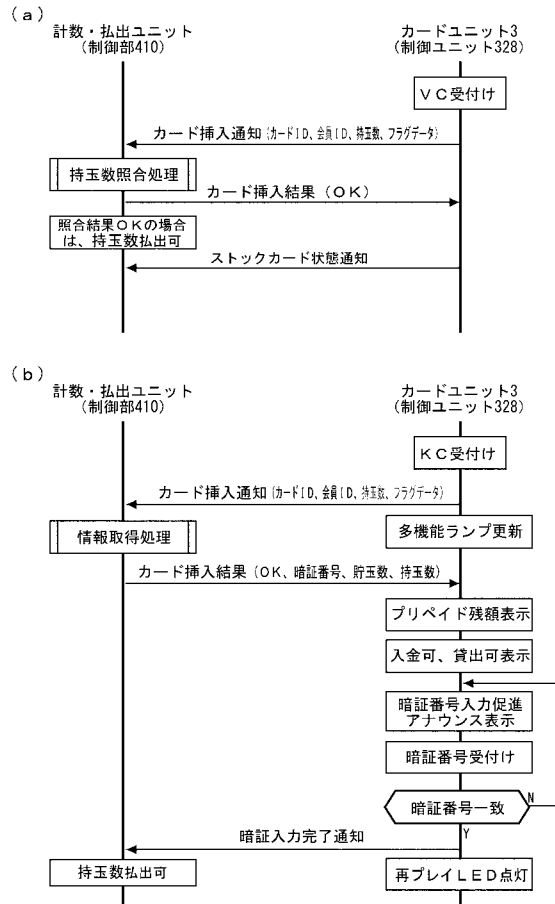 (a)
計数・払出ユニット
(制御部410)
カードユニット3
(制御ユニット328)
VC受付け
カード挿入通知(カードID、会員ID、持玉数、フラグデータ)
持玉数照合処理
カード挿入結果(OK)
照合結果OKの場合
は、持玉数払出可
ストックカード状態通知
(b)
計数・払出ユニット
(制御部410)
カードユニット3
(制御ユニット328)
KC受付け
カード挿入通知(カードID、会員ID、持玉数、フラグデータ)
情報取得処理
多機能ランプ更新
カード挿入結果(OK、暗証番号、貯玉数、持玉数)
プリペイド残額表示
入金可、貸出可表示
暗証番号入力促進
アナウンス表示
暗証番号受付け
暗証番号一致
N
Y
暗証入力完了通知
持玉数払出可
再プレイLED点灯